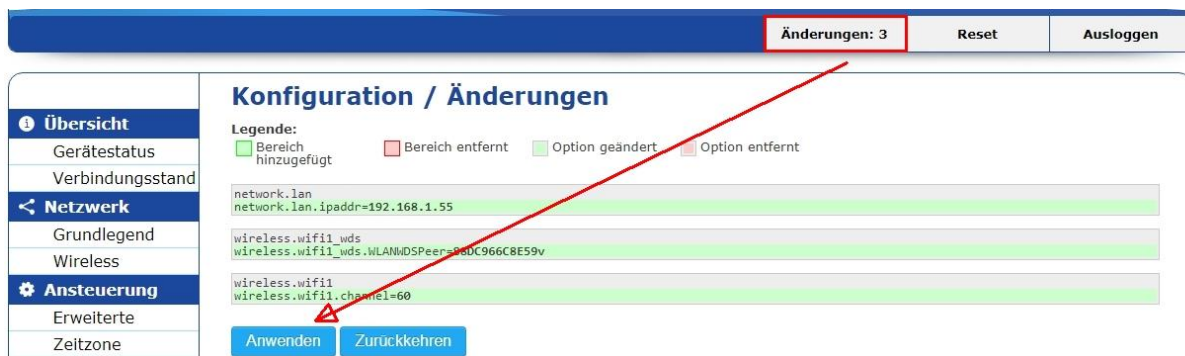 Änderungen: 3
Reset
Ausloggen
Konfiguration / Änderungen
Legende:
Bereich hinzugefügt
Bereich entfernt
Option geändert
Option entfernt
Übersicht
Gerätestatus
Verbindungsstand
Netzwerk
Grundlegend
Wireless
Ansteuerung
Erweiterte
Zeitzone
network.lan
network.lan.ipaddr=192.168.1.55
wireless.wifi1_wds
wireless.wifi1_wds.WLANWDSPeer=88DC966C8E59v
wireless.wifi1
wireless.wifi1.channel=60
Anwenden
Zurückkehren